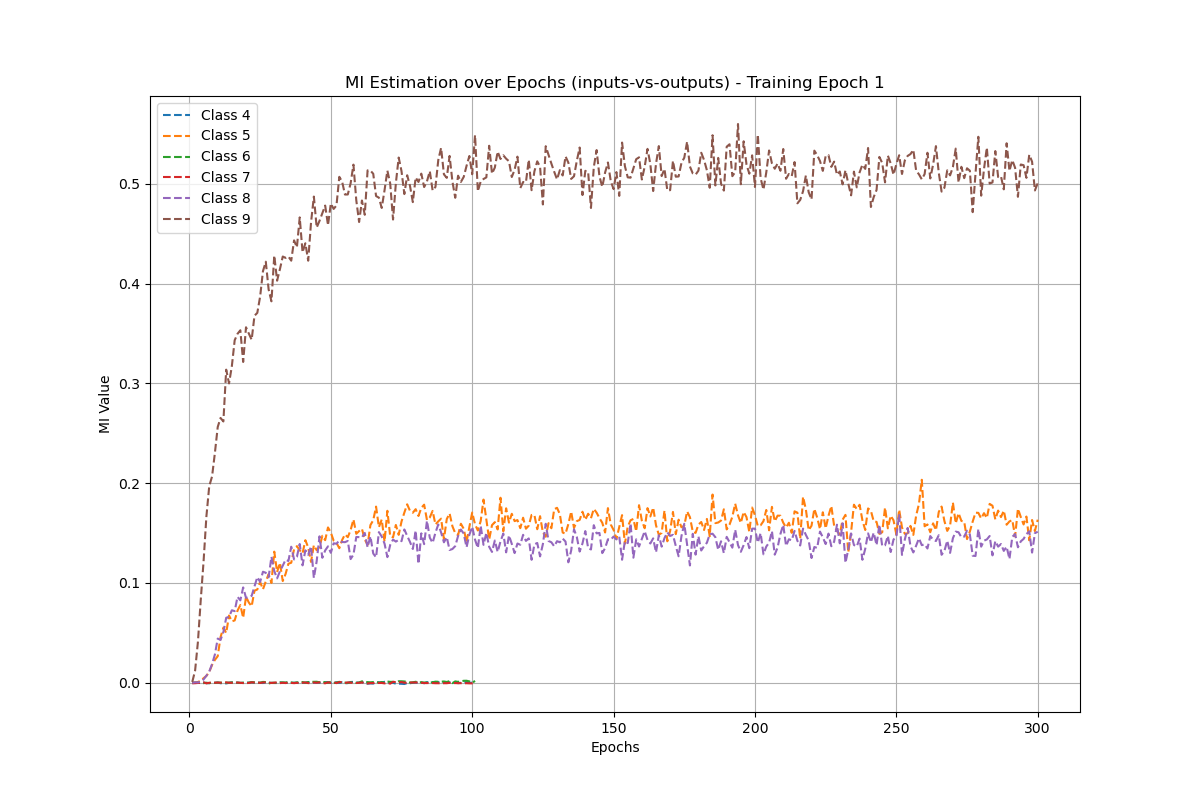 MI Estimation over Epochs (inputs-vs-outputs) - Training Epoch 1
Class 4
Class 5
Class 6
Class 7
Class 8
Class 9
MI Value
0.5
0.4
0.3
0.2
0.1
0.0
0 50 100 150 200 250 300
Epochs